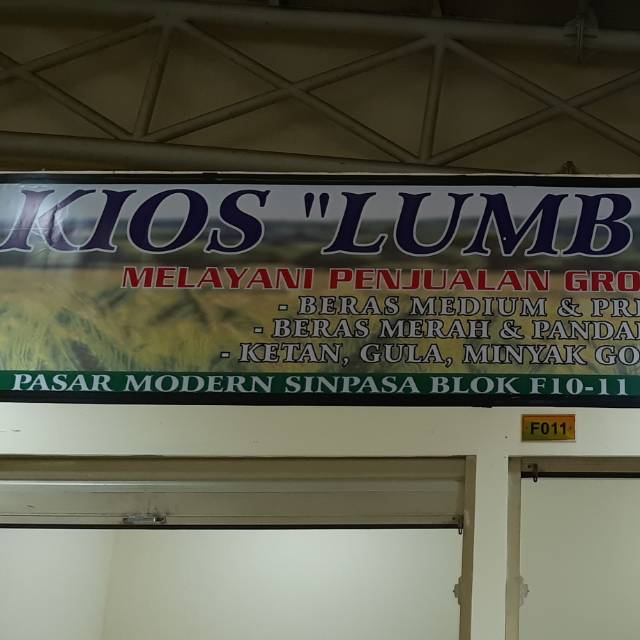 KIOS "LUMB
MELAYANI PENJUALAN GRO
- BERAS MEDIUM & PRE
- BERAS MERAH & PANDA
- KETAN, GULA, MINYAK GO
PASAR MODERN SINPASA BLOK F10-11
F011